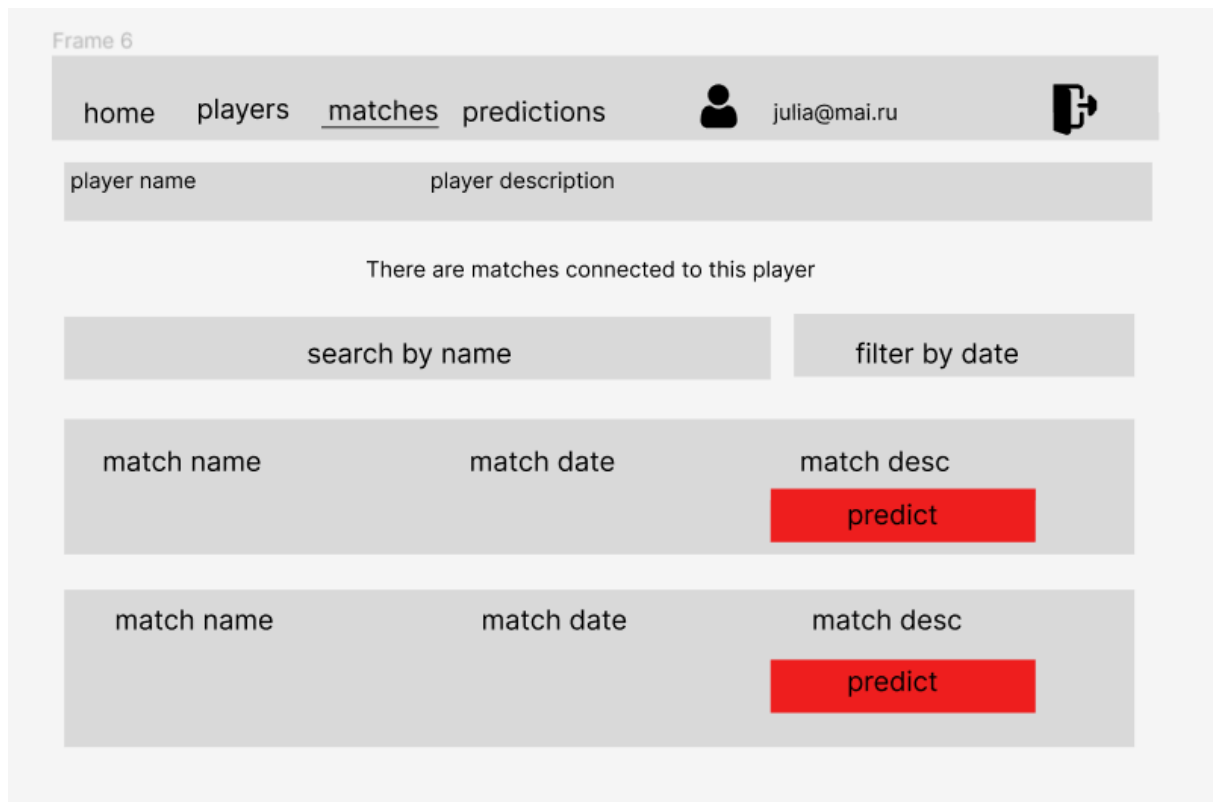 Frame 6
home players matches predictions julia@mai.ru
player name player description
There are matches connected to this player
search by name filter by date
match name match date match desc
predict
match name match date match desc
predict